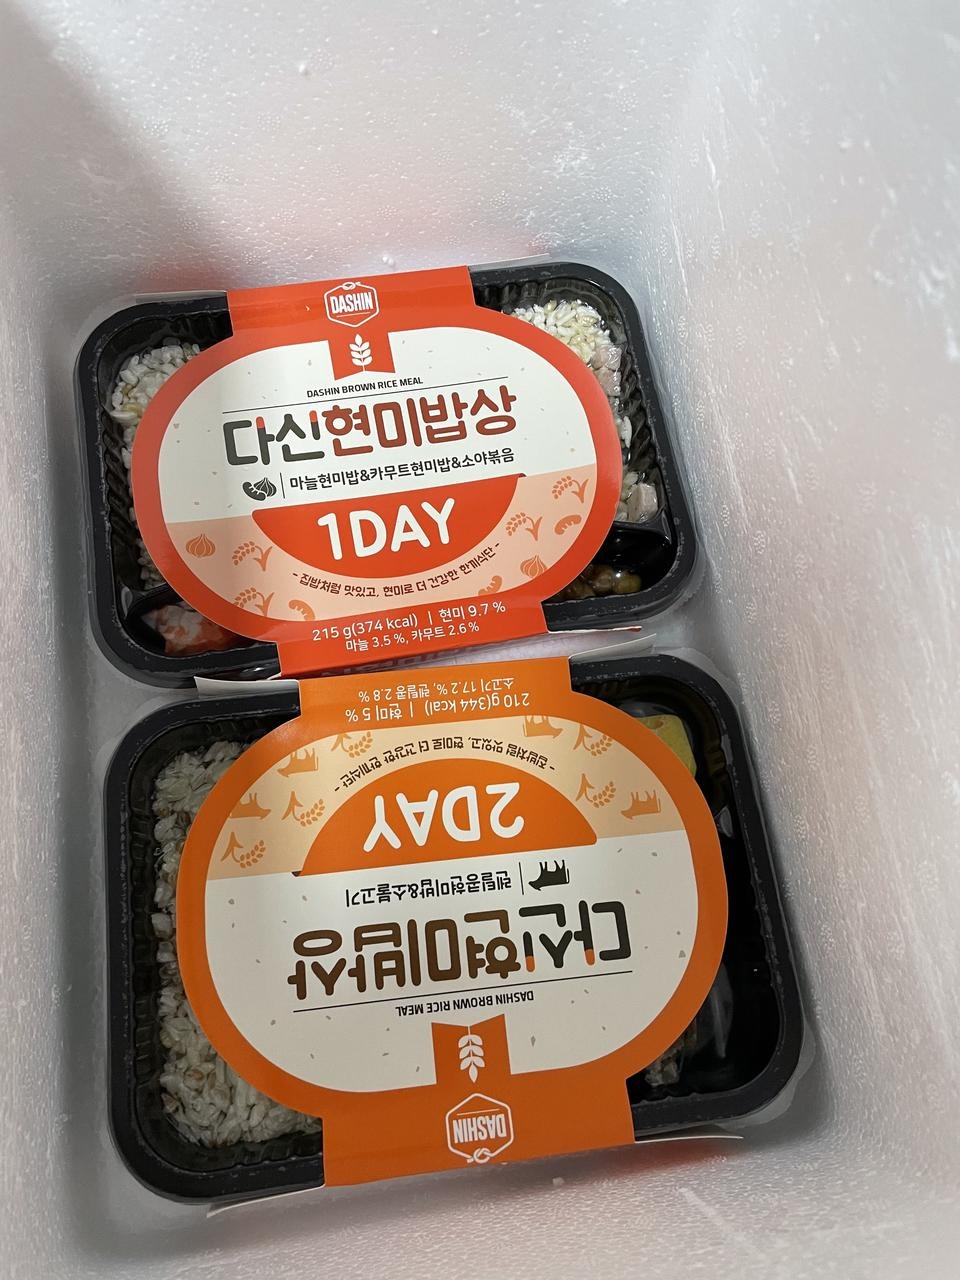 DASHIN
DASHIN BROWN RICE MEAL
다신현미밥상
마늘현미밥&카무트현미밥&소야볶음
1DAY
- 집밥처럼 맛있고, 현미로 더 건강한 한끼식단 -
215 g(374 kcal) | 현미 9.7 %
마늘 3.5 %, 카무트 2.6 %
DASHIN
DASHIN BROWN RICE MEAL
다신현미밥상
렌틸콩현미밥&소불고기
2DAY
- 집밥처럼 맛있고, 현미로 더 건강한 한끼식단 -
210 g(344 kcal) | 현미 5 %
소고기 17.2 %, 렌틸콩 2.8 %